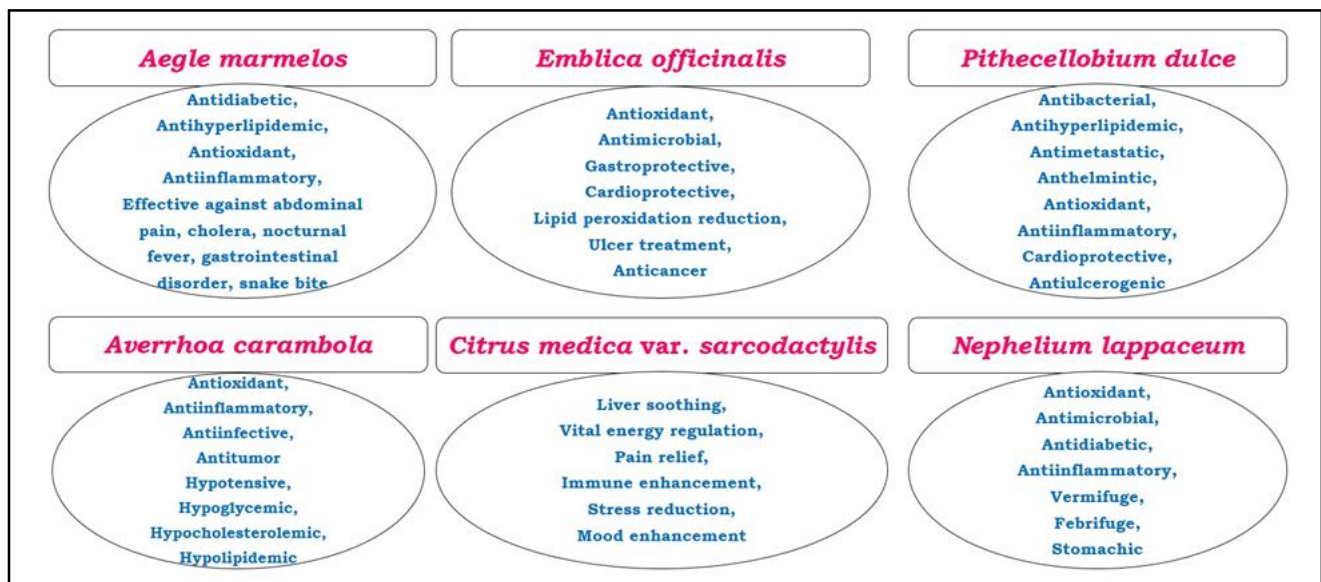 Aegle marmelos
Antidiabetic,
Antihyperlipidemic,
Antioxidant,
Antiinflammatory,
Effective against abdominal
pain, cholera, nocturnal
fever, gastrointestinal
disorder, snake bite
Emblica officinalis
Antioxidant,
Antimicrobial,
Gastroprotective,
Cardioprotective,
Lipid peroxidation reduction,
Ulcer treatment,
Anticancer
Pithecellobium dulce
Antibacterial,
Antihyperlipidemic,
Antimetastatic,
Anthelmintic,
Antioxidant,
Antiinflammatory,
Cardioprotective,
Antiulcerogenic
Averrhoa carambola
Antioxidant,
Antiinflammatory,
Antiinfective,
Antitumor
Hypotensive,
Hypoglycemic,
Hypocholesterolemic,
Hypolipidemic
Citrus medica var. sarcodactylis
Liver soothing,
Vital energy regulation,
Pain relief,
Immune enhancement,
Stress reduction,
Mood enhancement
Nephelium lappaceum
Antioxidant,
Antimicrobial,
Antidiabetic,
Antiinflammatory,
Vermifuge,
Febrifuge,
Stomachic